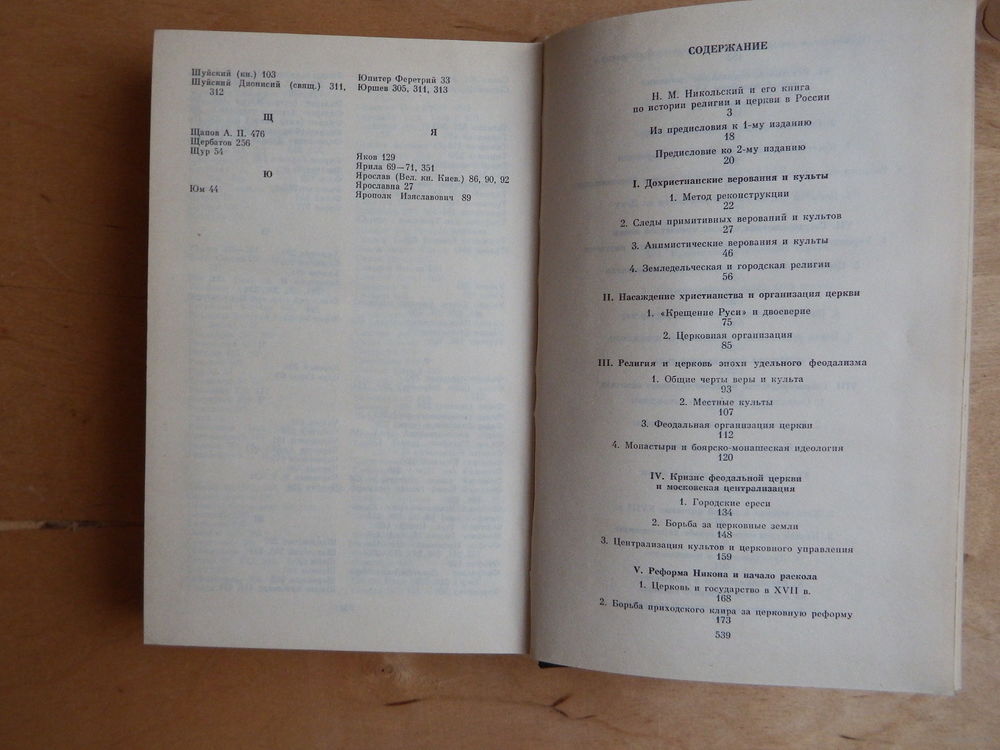 Шуйский (кн.) 103
Шуйский Дионисий (свящ.) 311,
312
Щ
Щапов А. П. 476
Щербатов 256
Щур 54
Ю
Юм 44
Юпитер Феретрий 33
Юршев 305, 311, 313
Я
Яков 129
Ярила 69—71, 351
Ярослав (Вел. кн. Киев.) 86, 90, 92
Ярославна 27
Ярополк Изяславович 89
СОДЕРЖАНИЕ
Н. М. Никольский и его книга
по истории религии и церкви в России
3
Из предисловия к 1-му изданию
18
Предисловие ко 2-му изданию
20
I. Дохристианские верования и культы
1. Метод реконструкции
22
2. Следы примитивных верований и культов
27
3. Анимистические верования и культы
46
4. Земледельческая и городская религии
56
II. Насаждение христианства и организация церкви
1. «Крещение Руси» и двоеверие
75
2. Церковная организация
85
III. Религия и церковь эпохи удельного феодализма
1. Общие черты веры и культа
93
2. Местные культы
107
3. Феодальная организация церкви
112
4. Монастыри и боярско-монашеская идеология
120
IV. Кризис феодальной церкви
и московская централизация
1. Городские ереси
134
2. Борьба за церковные земли
148
3. Централизация культов и церковного управления
159
V. Реформа Никона и начало раскола
1. Церковь и государство в XVII в.
168
2. Борьба приходского клира за церковную реформу
173
539